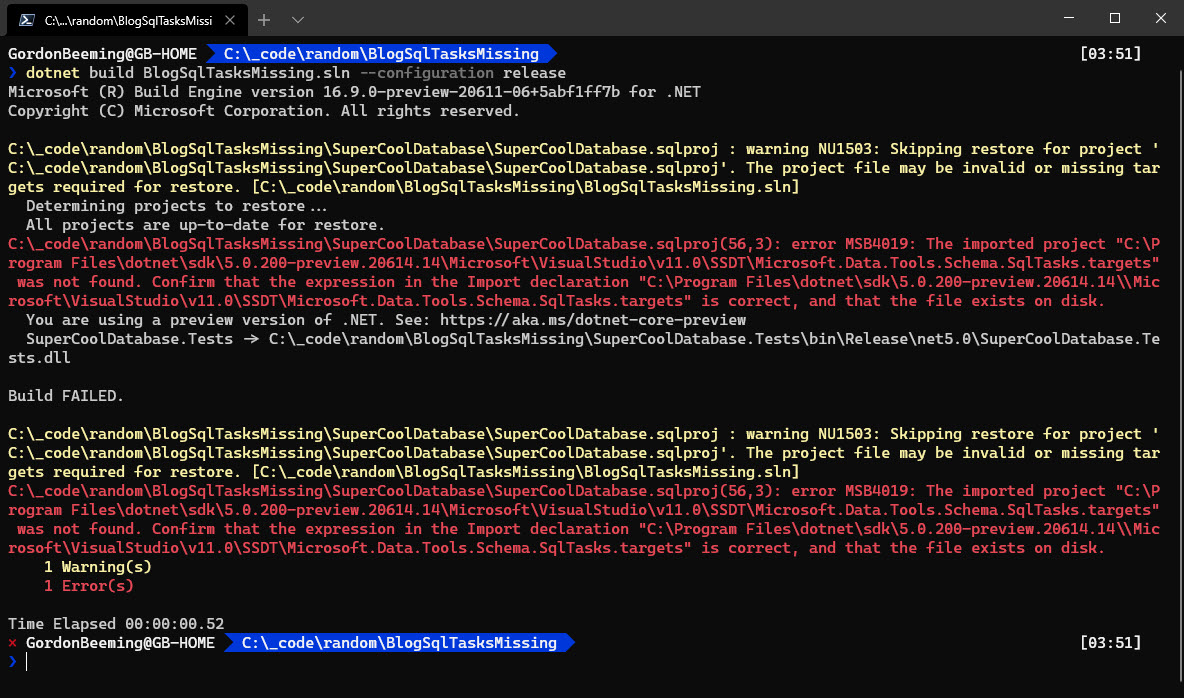 C:\...\random\BlogSqlTasksMissi
GordonBeeming@GB-HOME C:\_code\random\BlogSqlTasksMissing [03:51]
❯ dotnet build BlogSqlTasksMissing.sln --configuration release
Microsoft (R) Build Engine version 16.9.0-preview-20611-06+5abf1ff7b for .NET
Copyright (C) Microsoft Corporation. All rights reserved.
C:\_code\random\BlogSqlTasksMissing\SuperCoolDatabase\SuperCoolDatabase.sqlproj : warning NU1503: Skipping restore for project '
C:\_code\random\BlogSqlTasksMissing\SuperCoolDatabase\SuperCoolDatabase.sqlproj'. The project file may be invalid or missing tar
gets required for restore. [C:\_code\random\BlogSqlTasksMissing\BlogSqlTasksMissing.sln]
Determining projects to restore...
All projects are up-to-date for restore.
C:\_code\random\BlogSqlTasksMissing\SuperCoolDatabase\SuperCoolDatabase.sqlproj(56,3): error MSB4019: The imported project "C:\P
rogram Files\dotnet\sdk\5.0.200-preview.20614.14\Microsoft\VisualStudio\v11.0\SSDT\Microsoft.Data.Tools.Schema.SqlTasks.targets"
was not found. Confirm that the expression in the Import declaration "C:\Program Files\dotnet\sdk\5.0.200-preview.20614.14\\Mic
rosoft\VisualStudio\v11.0\SSDT\Microsoft.Data.Tools.Schema.SqlTasks.targets" is correct, and that the file exists on disk.
You are using a preview version of .NET. See: https://aka.ms/dotnet-core-preview
SuperCoolDatabase.Tests -> C:\_code\random\BlogSqlTasksMissing\SuperCoolDatabase.Tests\bin\Release\net5.0\SuperCoolDatabase.Te
sts.dll
Build FAILED.
C:\_code\random\BlogSqlTasksMissing\SuperCoolDatabase\SuperCoolDatabase.sqlproj : warning NU1503: Skipping restore for project '
C:\_code\random\BlogSqlTasksMissing\SuperCoolDatabase\SuperCoolDatabase.sqlproj'. The project file may be invalid or missing tar
gets required for restore. [C:\_code\random\BlogSqlTasksMissing\BlogSqlTasksMissing.sln]
C:\_code\random\BlogSqlTasksMissing\SuperCoolDatabase\SuperCoolDatabase.sqlproj(56,3): error MSB4019: The imported project "C:\P
rogram Files\dotnet\sdk\5.0.200-preview.20614.14\Microsoft\VisualStudio\v11.0\SSDT\Microsoft.Data.Tools.Schema.SqlTasks.targets"
was not found. Confirm that the expression in the Import declaration "C:\Program Files\dotnet\sdk\5.0.200-preview.20614.14\\Mic
rosoft\VisualStudio\v11.0\SSDT\Microsoft.Data.Tools.Schema.SqlTasks.targets" is correct, and that the file exists on disk.
1 Warning(s)
1 Error(s)
Time Elapsed 00:00:00.52
× GordonBeeming@GB-HOME C:\_code\random\BlogSqlTasksMissing [03:51]
❯